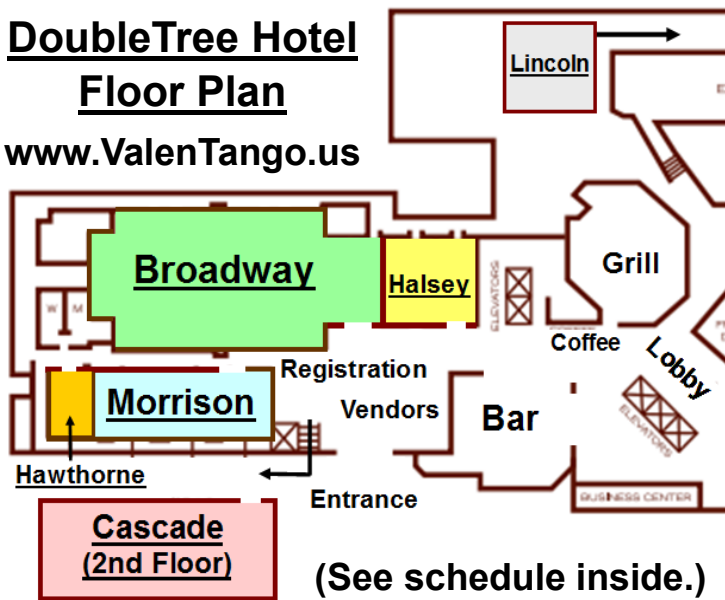 DoubleTree Hotel
Floor Plan
www.ValenTango.us
Lincoln
Broadway
Halsey
ELEVATORS
Grill
W M
Coffee
Lobby
Registration
Morrison
Vendors
Bar
ELEVATORS
Hawthorne
Entrance
BUSINESS CENTER
Cascade
(2nd Floor)
(See schedule inside.)